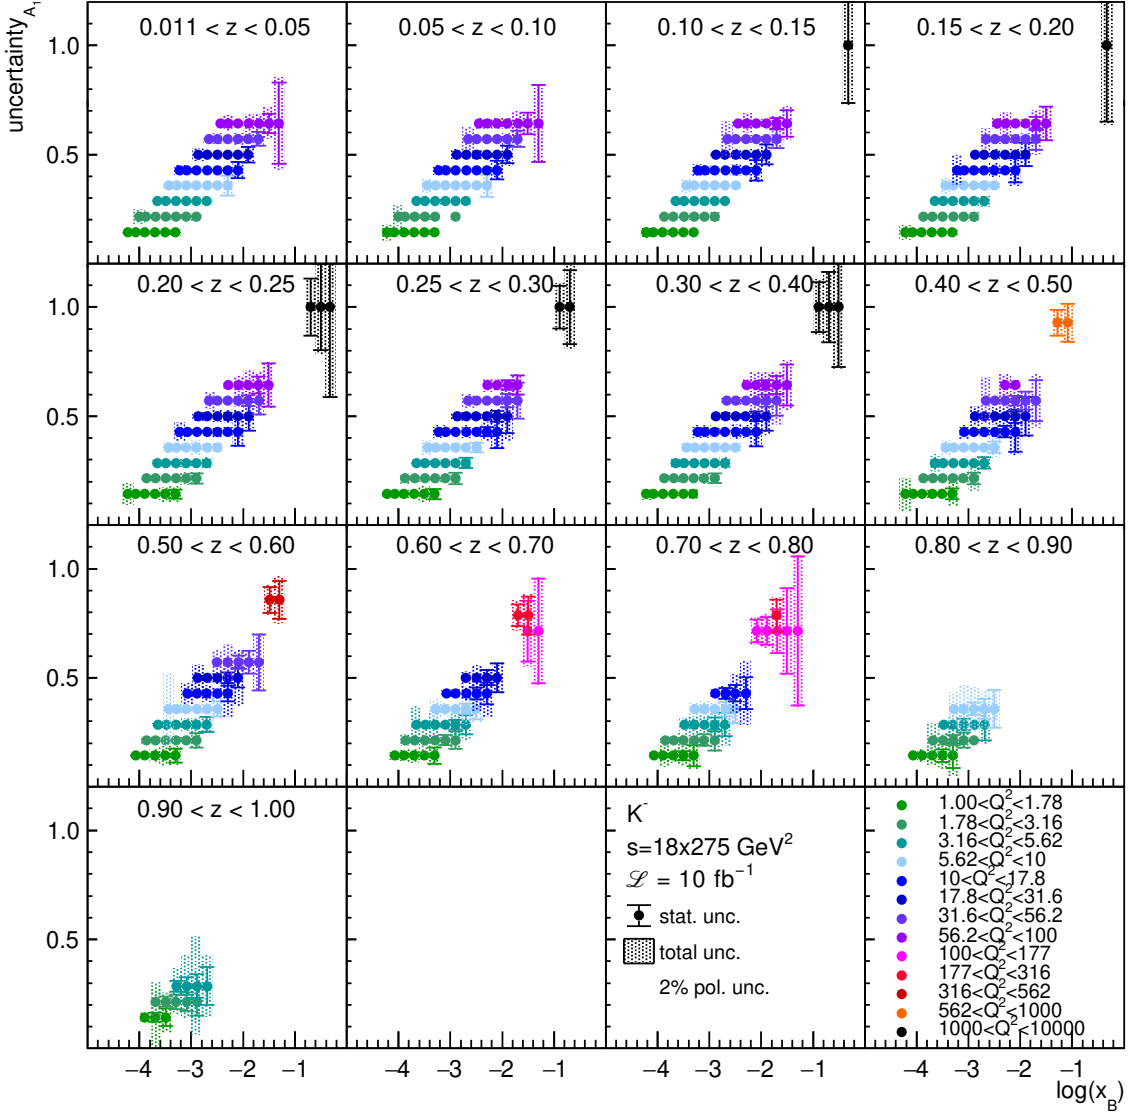 uncertainty_A₁
0.011 < z < 0.05
0.05 < z < 0.10
0.10 < z < 0.15
0.15 < z < 0.20
1.0
0.5
0.20 < z < 0.25
0.25 < z < 0.30
0.30 < z < 0.40
0.40 < z < 0.50
1.0
0.5
0.50 < z < 0.60
0.60 < z < 0.70
0.70 < z < 0.80
0.80 < z < 0.90
1.0
0.5
0.90 < z < 1.00
1.0
0.5
K⁻
s=18x275 GeV²
ℒ = 10 fb⁻¹
stat. unc.
total unc.
2% pol. unc.
1.00<Q²<1.78
1.78<Q²<3.16
3.16<Q²<5.62
5.62<Q²<10
10<Q²<17.8
17.8<Q²<31.6
31.6<Q²<56.2
56.2<Q²<100
100<Q²<177
177<Q²<316
316<Q²<562
562<Q²<1000
1000<Q²<10000
−4 −3 −2 −1 −4 −3 −2 −1 −4 −3 −2 −1 −4 −3 −2 −1
log(x_B)